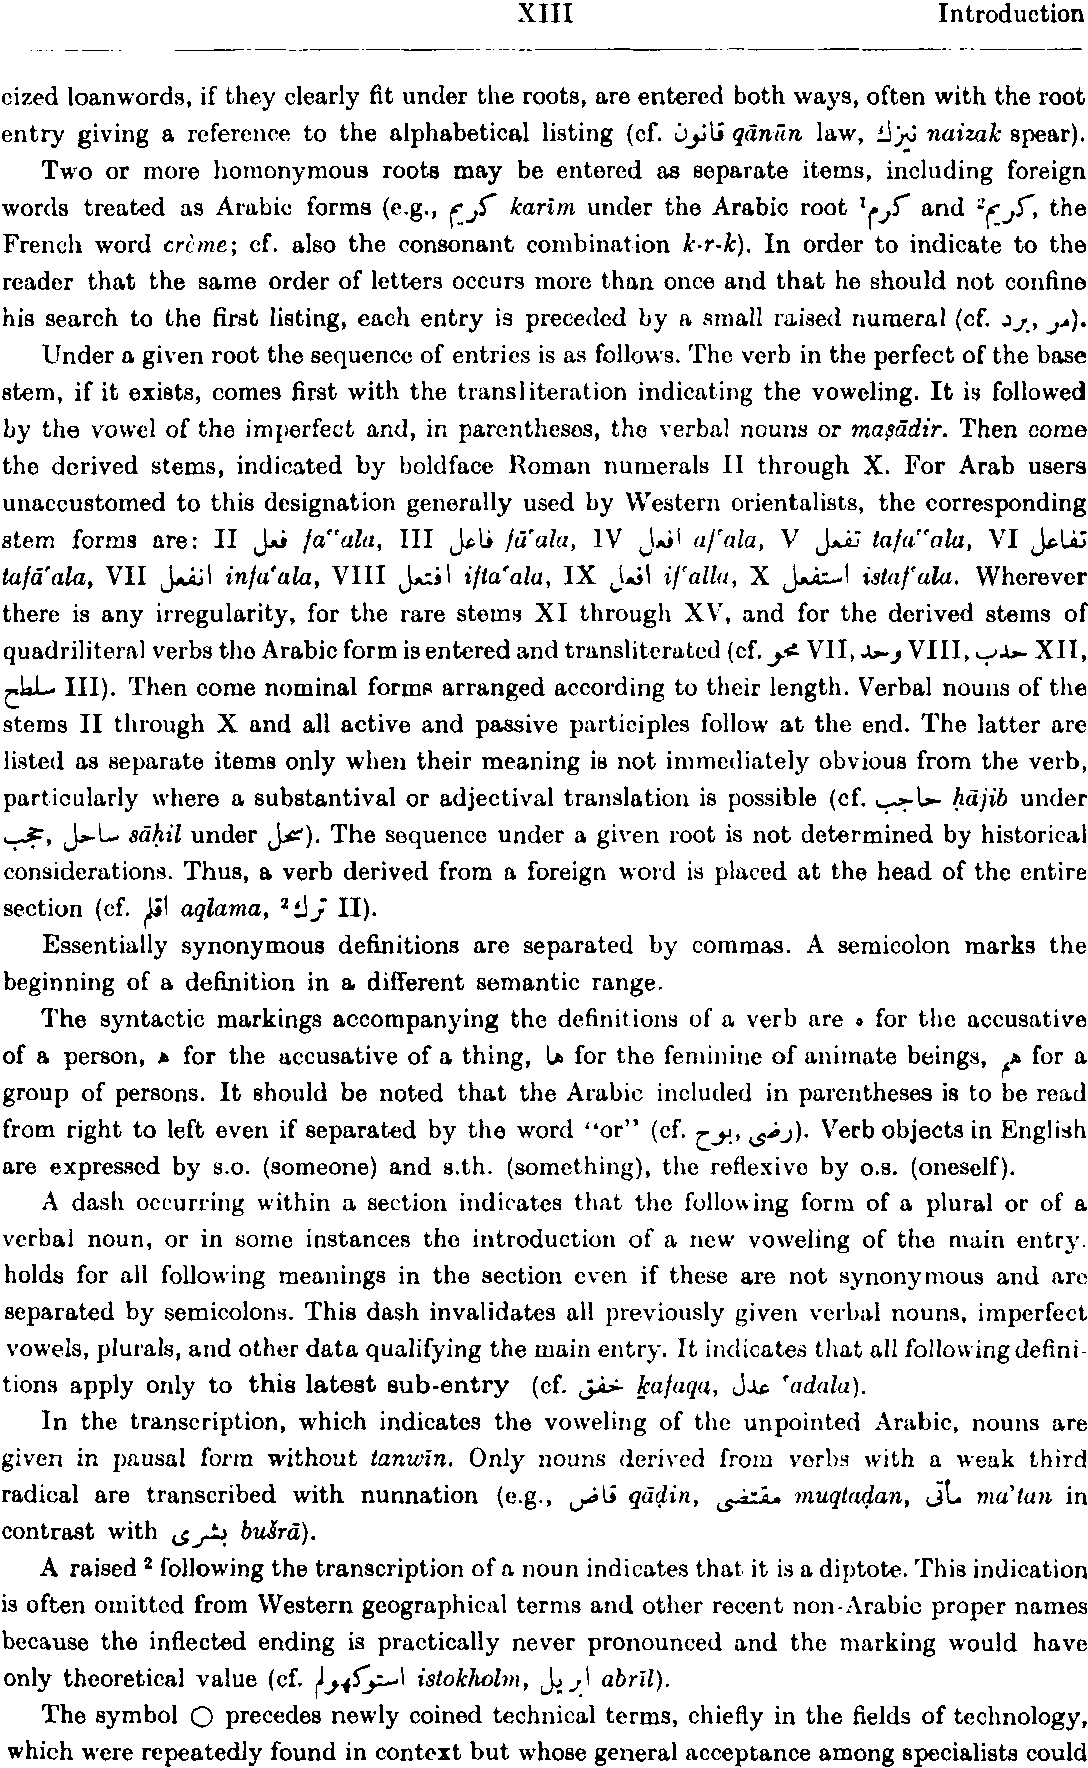 XIII Introduction
cized loanwords, if they clearly fit under the roots, are entered both ways, often with the root
entry giving a reference to the alphabetical listing (cf. قانون qānūn law, نيزك naizak spear).
Two or more homonymous roots may be entered as separate items, including foreign
words treated as Arabic forms (e.g., كريم karīm under the Arabic root ¹كرم and ²كريم, the
French word crème; cf. also the consonant combination k-r-k). In order to indicate to the
reader that the same order of letters occurs more than once and that he should not confine
his search to the first listing, each entry is preceded by a small raised numeral (cf. مر ,برد).
Under a given root the sequence of entries is as follows. The verb in the perfect of the base
stem, if it exists, comes first with the transliteration indicating the voweling. It is followed
by the vowel of the imperfect and, in parentheses, the verbal nouns or maṣādir. Then come
the derived stems, indicated by boldface Roman numerals II through X. For Arab users
unaccustomed to this designation generally used by Western orientalists, the corresponding
stem forms are: II فعل fa‘‘ala, III فاعل fā‘ala, IV افعل af‘ala, V تفعل tafa‘‘ala, VI تفاعل
tafā‘ala, VII انفعل infa‘ala, VIII افتعل ifta‘ala, IX افعل if‘alla, X استفعل istaf‘ala. Wherever
there is any irregularity, for the rare stems XI through XV, and for the derived stems of
quadriliteral verbs the Arabic form is entered and transliterated (cf. محو VII, وحد VIII, حدب XII,
سلطح III). Then come nominal forms arranged according to their length. Verbal nouns of the
stems II through X and all active and passive participles follow at the end. The latter are
listed as separate items only when their meaning is not immediately obvious from the verb,
particularly where a substantival or adjectival translation is possible (cf. حاجب ḥājib under
حجب, ساحل sāḥil under سحل). The sequence under a given root is not determined by historical
considerations. Thus, a verb derived from a foreign word is placed at the head of the entire
section (cf. اقلم aqlama, ²ترك II).
Essentially synonymous definitions are separated by commas. A semicolon marks the
beginning of a definition in a different semantic range.
The syntactic markings accompanying the definitions of a verb are ه for the accusative
of a person, هـ for the accusative of a thing, ها for the feminine of animate beings, هم for a
group of persons. It should be noted that the Arabic included in parentheses is to be read
from right to left even if separated by the word “or” (cf. رضى ,بوح). Verb objects in English
are expressed by s.o. (someone) and s.th. (something), the reflexive by o.s. (oneself).
A dash occurring within a section indicates that the following form of a plural or of a
verbal noun, or in some instances the introduction of a new voweling of the main entry.
holds for all following meanings in the section even if these are not synonymous and are
separated by semicolons. This dash invalidates all previously given verbal nouns, imperfect
vowels, plurals, and other data qualifying the main entry. It indicates that all following defini-
tions apply only to this latest sub-entry (cf. خفق ḵafaqa, عدل ‘adala).
In the transcription, which indicates the voweling of the unpointed Arabic, nouns are
given in pausal form without tanwīn. Only nouns derived from verbs with a weak third
radical are transcribed with nunnation (e.g., قاض qāḍin, مقتضى muqtaḍan, مأتى ma’tan in
contrast with بشرى bušrā).
A raised ² following the transcription of a noun indicates that it is a diptote. This indication
is often omitted from Western geographical terms and other recent non-Arabic proper names
because the inflected ending is practically never pronounced and the marking would have
only theoretical value (cf. استوكهولم istokholm, ابريل abrīl).
The symbol ○ precedes newly coined technical terms, chiefly in the fields of technology,
which were repeatedly found in context but whose general acceptance among specialists could